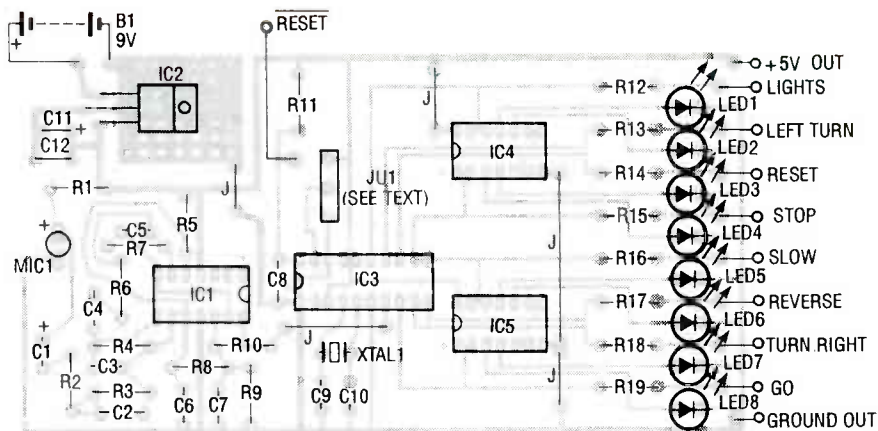 B1
9V
+
RESET
+5V OUT
IC2
LIGHTS
R12
LED1
C11
+
C12
R11
J
R13
LEFT TURN
IC4
LED2
R14
RESET
JU1
(SEE TEXT)
LED3
R1
J
R15
STOP
R5
LED4
+
C5
R7
J
MIC1
R16
SLOW
IC1
C8
IC3
LED5
R6
C4
R17
REVERSE
LED6
IC5
+
C1
J
R4
R10
XTAL1
R18
TURN RIGHT
LED7
C3
R8
J
R2
R3
R9
R19
GO
C2
C6
C7
C9
C10
LED8
GROUND OUT